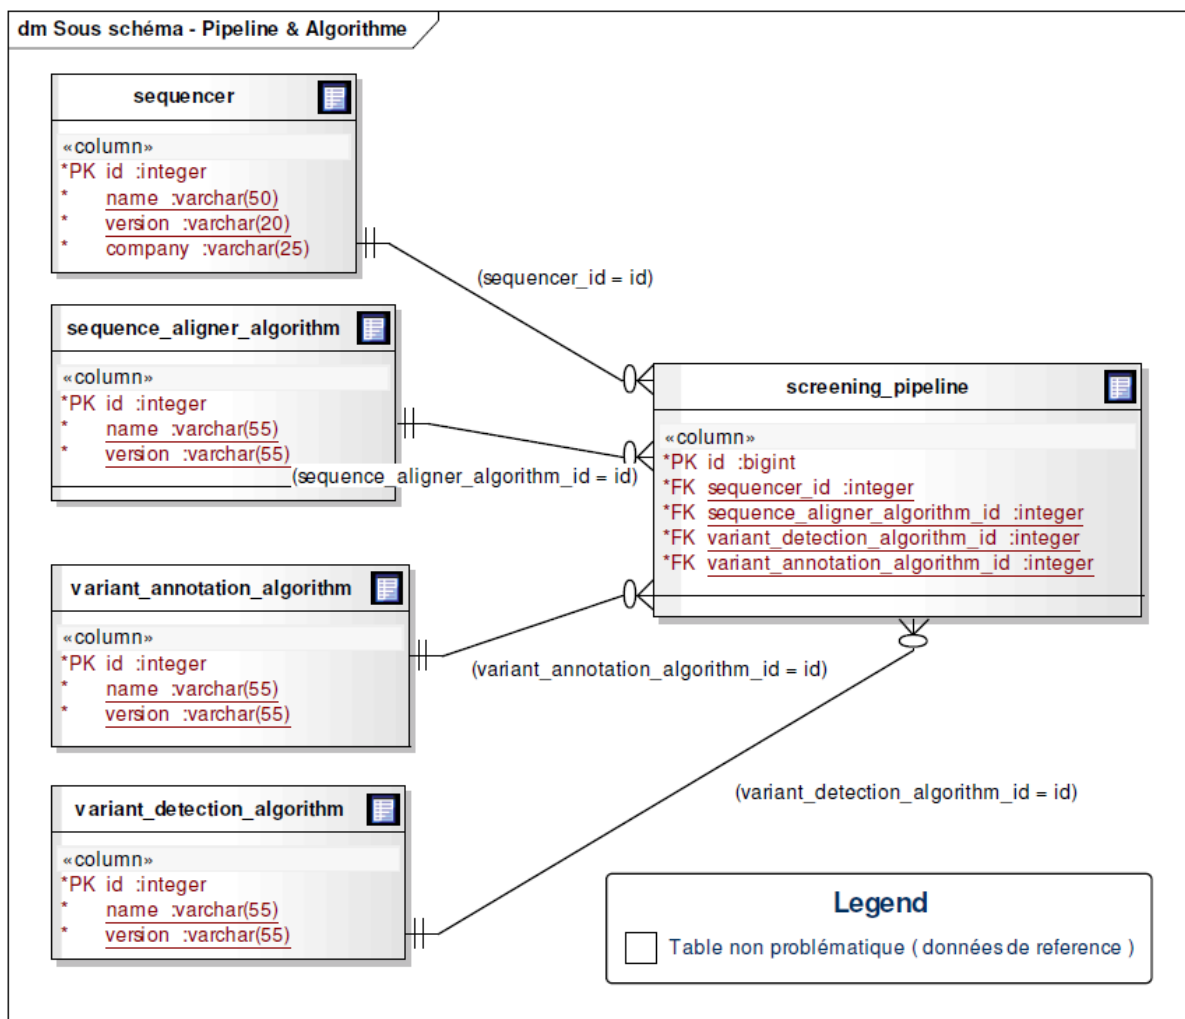 dm Sous schéma - Pipeline & Algorithme
sequencer
«column»
*PK id :integer
* name :varchar(50)
* version :varchar(20)
* company :varchar(25)
(sequencer_id = id)
sequence_aligner_algorithm
«column»
*PK id :integer
* name :varchar(55)
* version :varchar(55)
(sequence_aligner_algorithm_id = id)
screening_pipeline
«column»
*PK id :bigint
*FK sequencer_id :integer
*FK sequence_aligner_algorithm_id :integer
*FK variant_detection_algorithm_id :integer
*FK variant_annotation_algorithm_id :integer
variant_annotation_algorithm
«column»
*PK id :integer
* name :varchar(55)
* version :varchar(55)
(variant_annotation_algorithm_id = id)
variant_detection_algorithm
«column»
*PK id :integer
* name :varchar(55)
* version :varchar(55)
(variant_detection_algorithm_id = id)
Legend
Table non problématique ( données de reference )